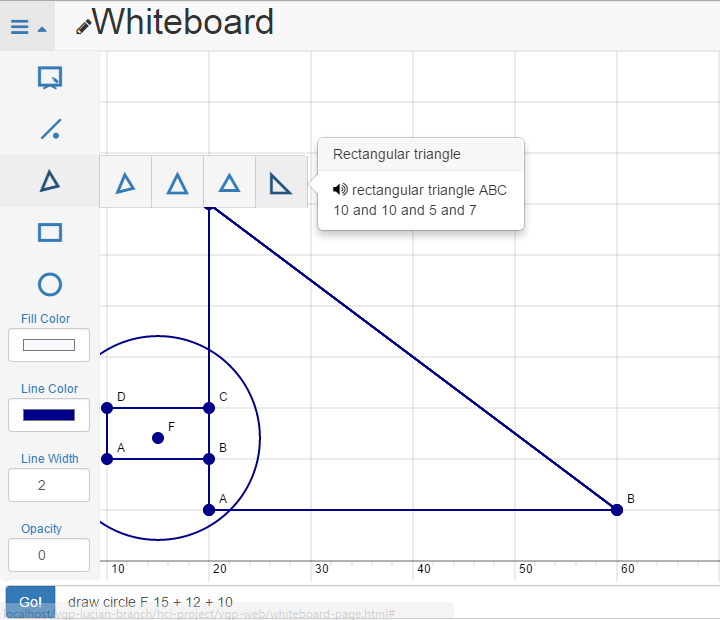 Whiteboard
Rectangular triangle
rectangular triangle ABC
10 and 10 and 5 and 7
Fill Color
Line Color
D
C
F
A
B
Line Width
2
A
B
Opacity
0
10
20
30
40
50
60
Go!
draw circle F 15 + 12 + 10
localhost/vgp-lucian-branch/hci-project/vgp-web/whiteboard-page.html#